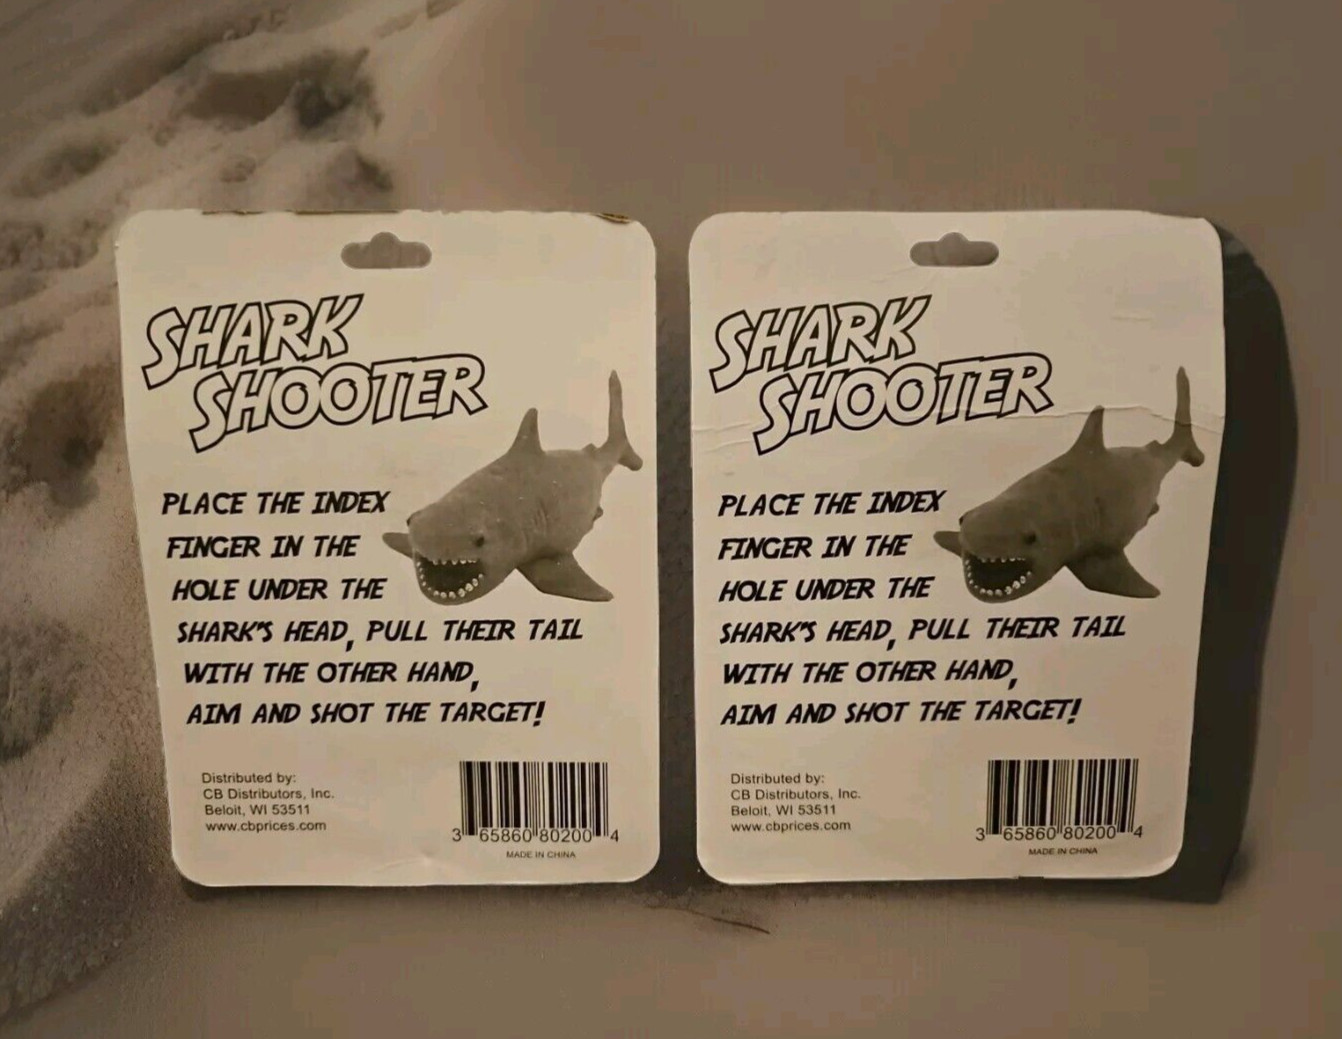 SHARK
SHOOTER
PLACE THE INDEX
FINGER IN THE
HOLE UNDER THE
SHARK'S HEAD, PULL THEIR TAIL
WITH THE OTHER HAND,
AIM AND SHOT THE TARGET!
Distributed by:
CB Distributors, Inc.
Beloit, WI 53511
www.cbprices.com
3 65860 80200 4
MADE IN CHINA
SHARK
SHOOTER
PLACE THE INDEX
FINGER IN THE
HOLE UNDER THE
SHARK'S HEAD, PULL THEIR TAIL
WITH THE OTHER HAND,
AIM AND SHOT THE TARGET!
Distributed by:
CB Distributors, Inc.
Beloit, WI 53511
www.cbprices.com
3 65860 80200 4
MADE IN CHINA